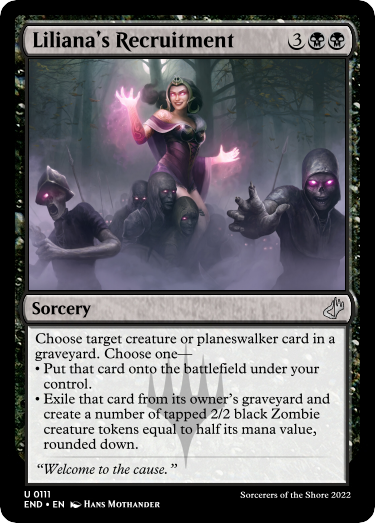 Liliana's Recruitment 3
Sorcery
Choose target creature or planeswalker card in a
graveyard. Choose one—
• Put that card onto the battlefield under your
control.
• Exile that card from its owner's graveyard and
create a number of tapped 2/2 black Zombie
creature tokens equal to half its mana value,
rounded down.
“Welcome to the cause.”
U 0111
END • EN Hans Mothander
Sorcerers of the Shore 2022